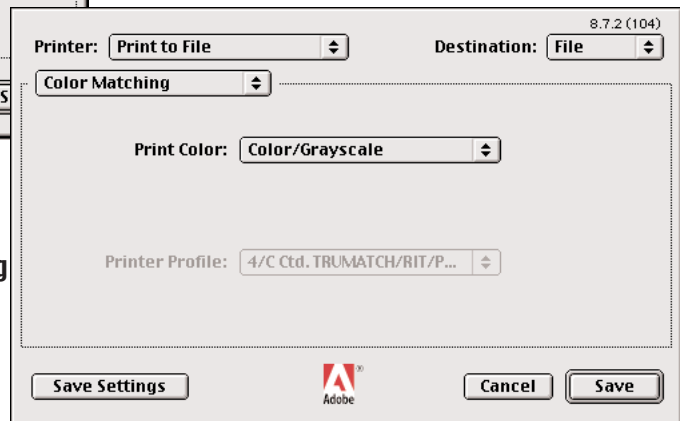 8.7.2 (104)
Printer: Print to File Destination: File
Color Matching
Print Color: Color/Grayscale
Printer Profile: 4/C Ctd. TRUMATCH/RIT/P...
Save Settings Adobe® Cancel Save